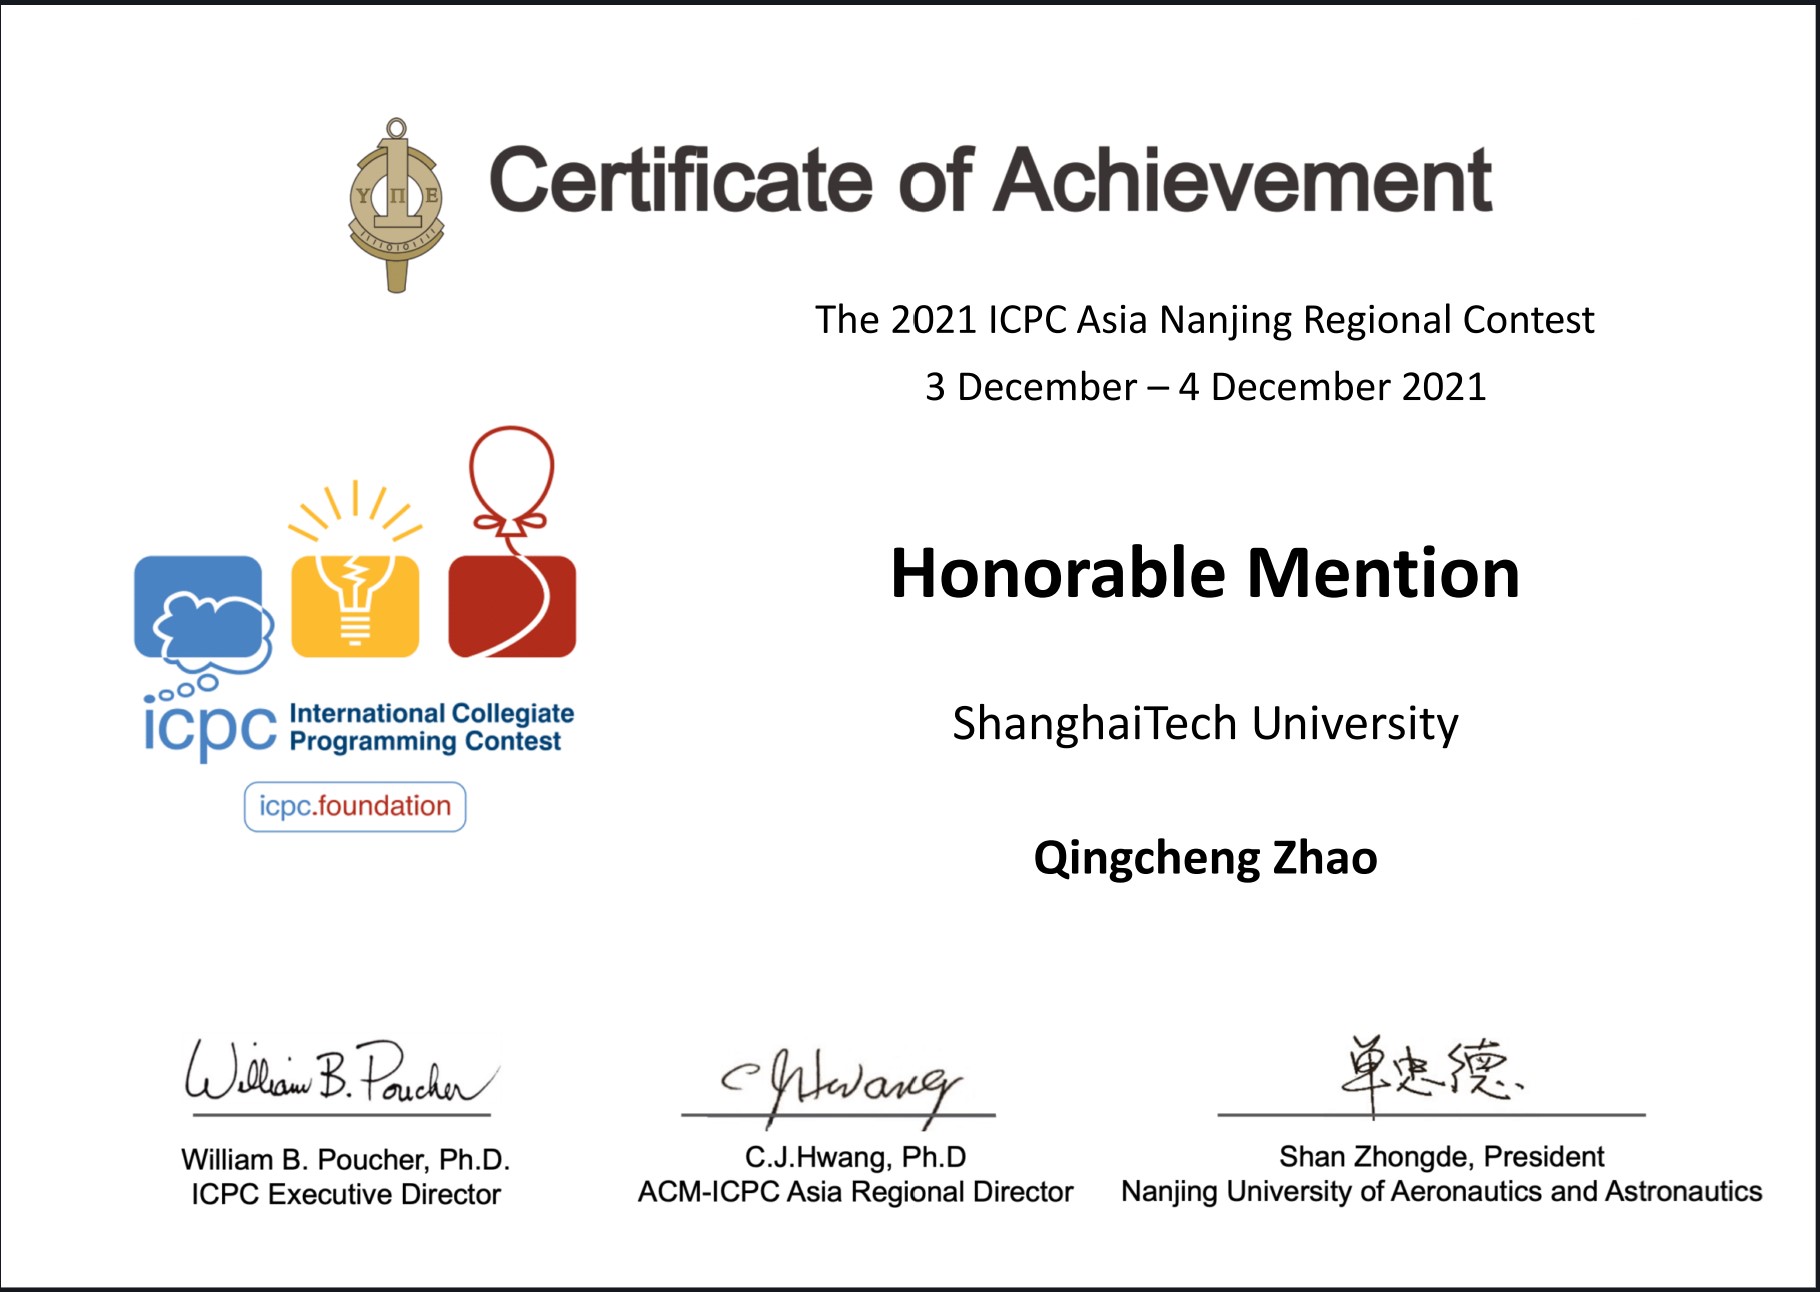 Certificate of Achievement
Υ Π Ε
The 2021 ICPC Asia Nanjing Regional Contest
3 December – 4 December 2021
Honorable Mention
icpc International Collegiate
Programming Contest
ShanghaiTech University
icpc.foundation
Qingcheng Zhao
William B. Poucher
CJHwang
单忠德
William B. Poucher, Ph.D.
ICPC Executive Director
C.J.Hwang, Ph.D
ACM-ICPC Asia Regional Director
Shan Zhongde, President
Nanjing University of Aeronautics and Astronautics